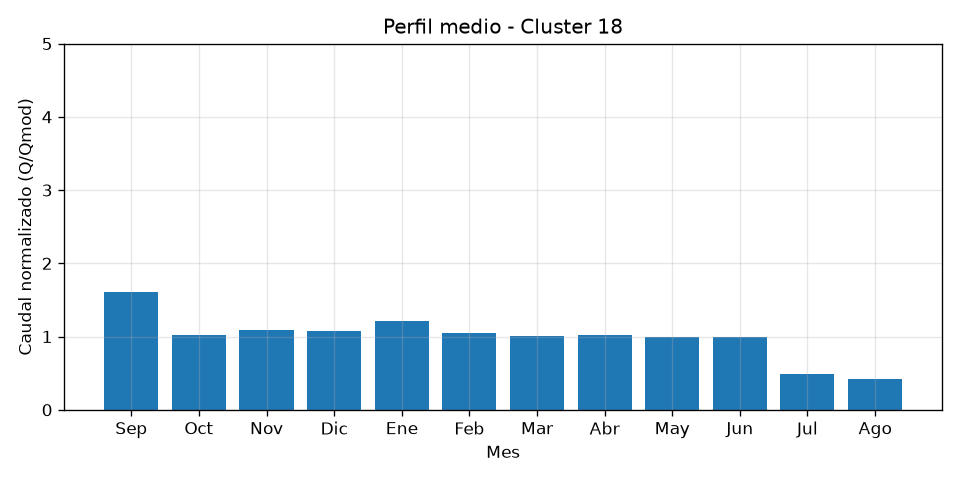 Perfil medio - Cluster 18
Caudal normalizado (Q/Qmod)
5
4
3
2
1
0
Sep Oct Nov Dic Ene Feb Mar Abr May Jun Jul Ago
Mes